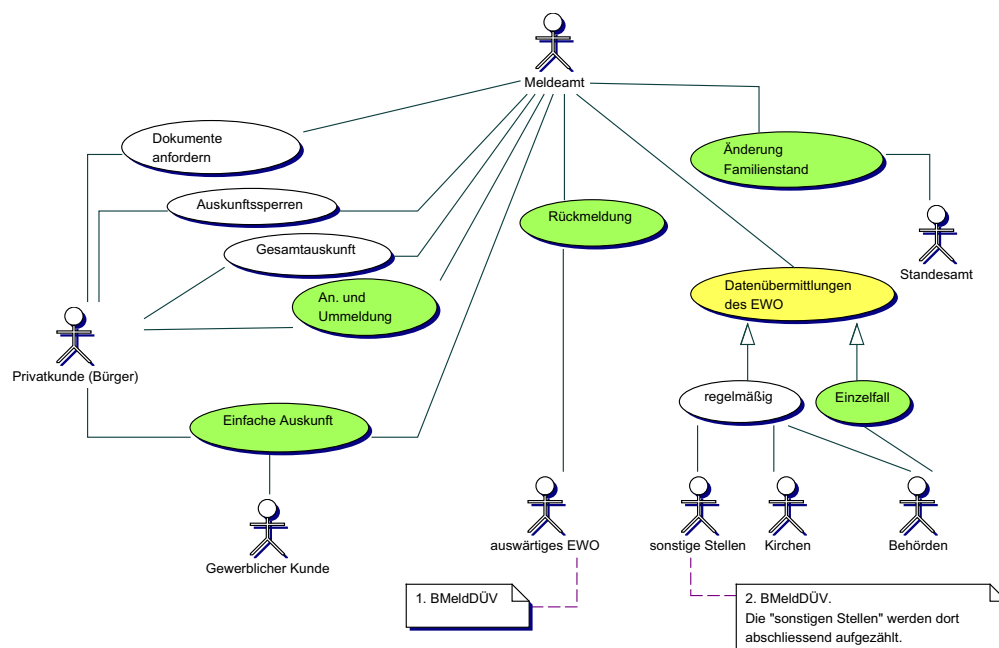 Meldeamt
Dokumente
anfordern
Änderung
Familienstand
Auskunftssperren
Rückmeldung
Gesamtauskunft
Standesamt
An. und
Ummeldung
Datenübermittlungen
des EWO
Privatkunde (Bürger)
regelmäßig
Einzelfall
Einfache Auskunft
Gewerblicher Kunde
auswärtiges EWO
sonstige Stellen
Kirchen
Behörden
1. BMeldDÜV
2. BMeldDÜV.
Die "sonstigen Stellen" werden dort
abschliessend aufgezählt.